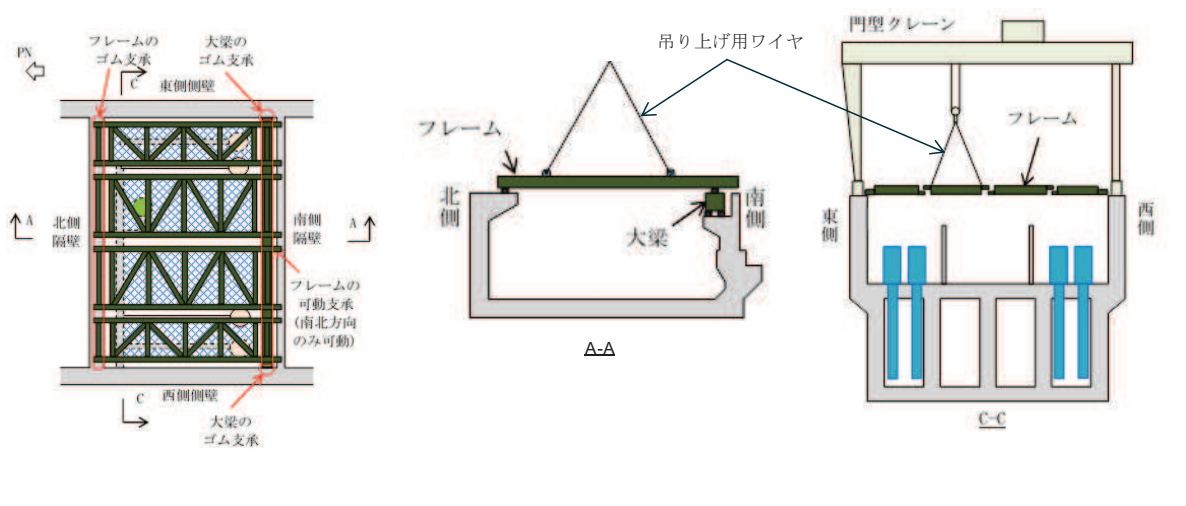 PN
フレームの
ゴム支承
大梁の
ゴム支承
C
東側側壁
A
北側
隔壁
南側
隔壁
A
フレームの
可動支承
(南北方向
のみ可動)
C
西側側壁
大梁の
ゴム支承
吊り上げ用ワイヤ
フレーム
北側
南側
大梁
A-A
門型クレーン
フレーム
東側
西側
C-C